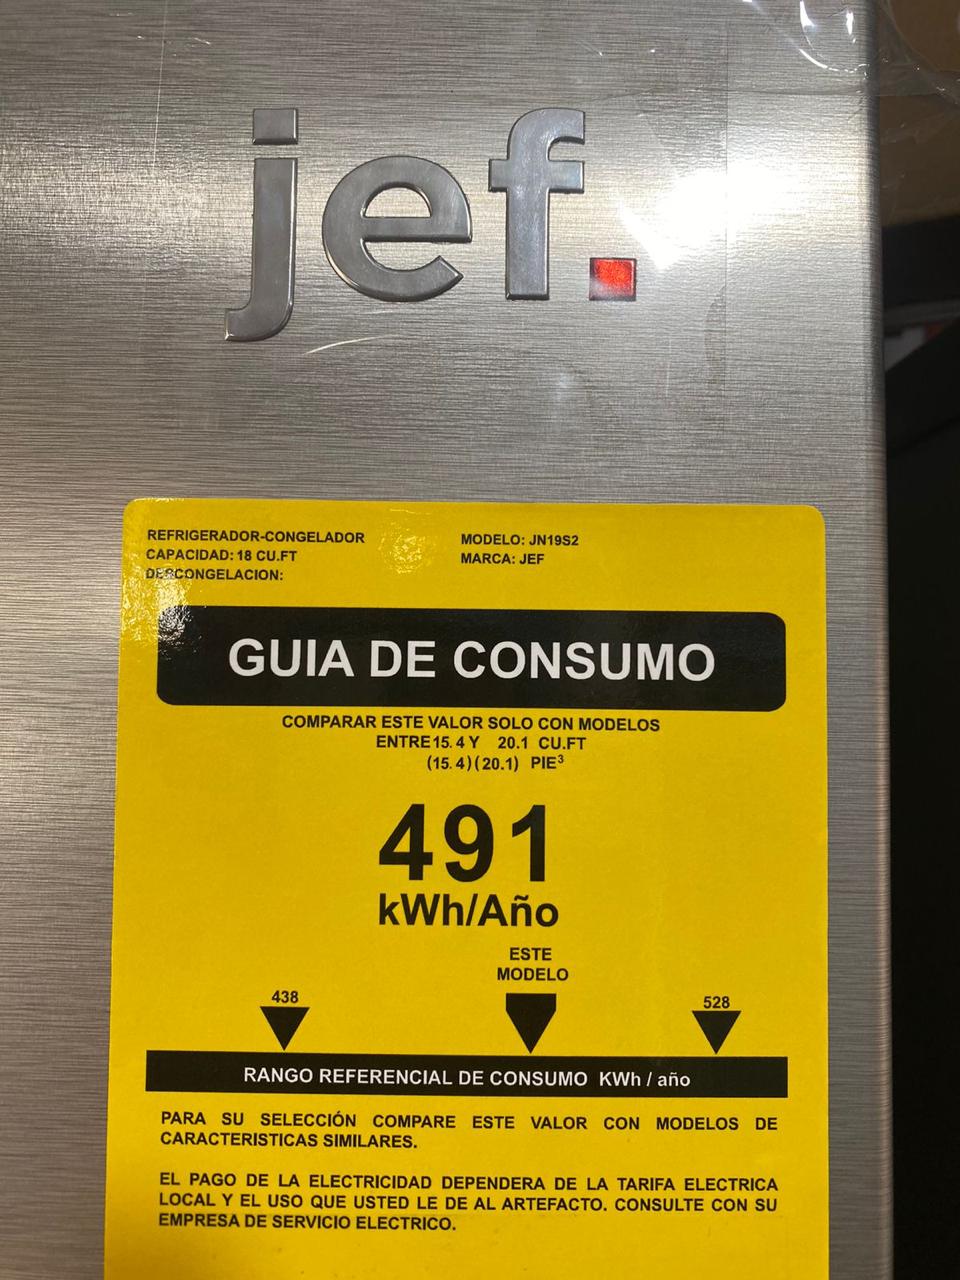 jef.
REFRIGERADOR-CONGELADOR
CAPACIDAD: 18 CU.FT
DESCONGELACION:
MODELO: JN19S2
MARCA: JEF
GUIA DE CONSUMO
COMPARAR ESTE VALOR SOLO CON MODELOS
ENTRE 15.4 Y 20.1 CU.FT
(15.4)(20.1) PIE³
491
kWh/Año
ESTE
MODELO
438
528
RANGO REFERENCIAL DE CONSUMO KWh / año
PARA SU SELECCIÓN COMPARE ESTE VALOR CON MODELOS DE
CARACTERISTICAS SIMILARES.
EL PAGO DE LA ELECTRICIDAD DEPENDERA DE LA TARIFA ELECTRICA
LOCAL Y EL USO QUE USTED LE DE AL ARTEFACTO. CONSULTE CON SU
EMPRESA DE SERVICIO ELECTRICO.